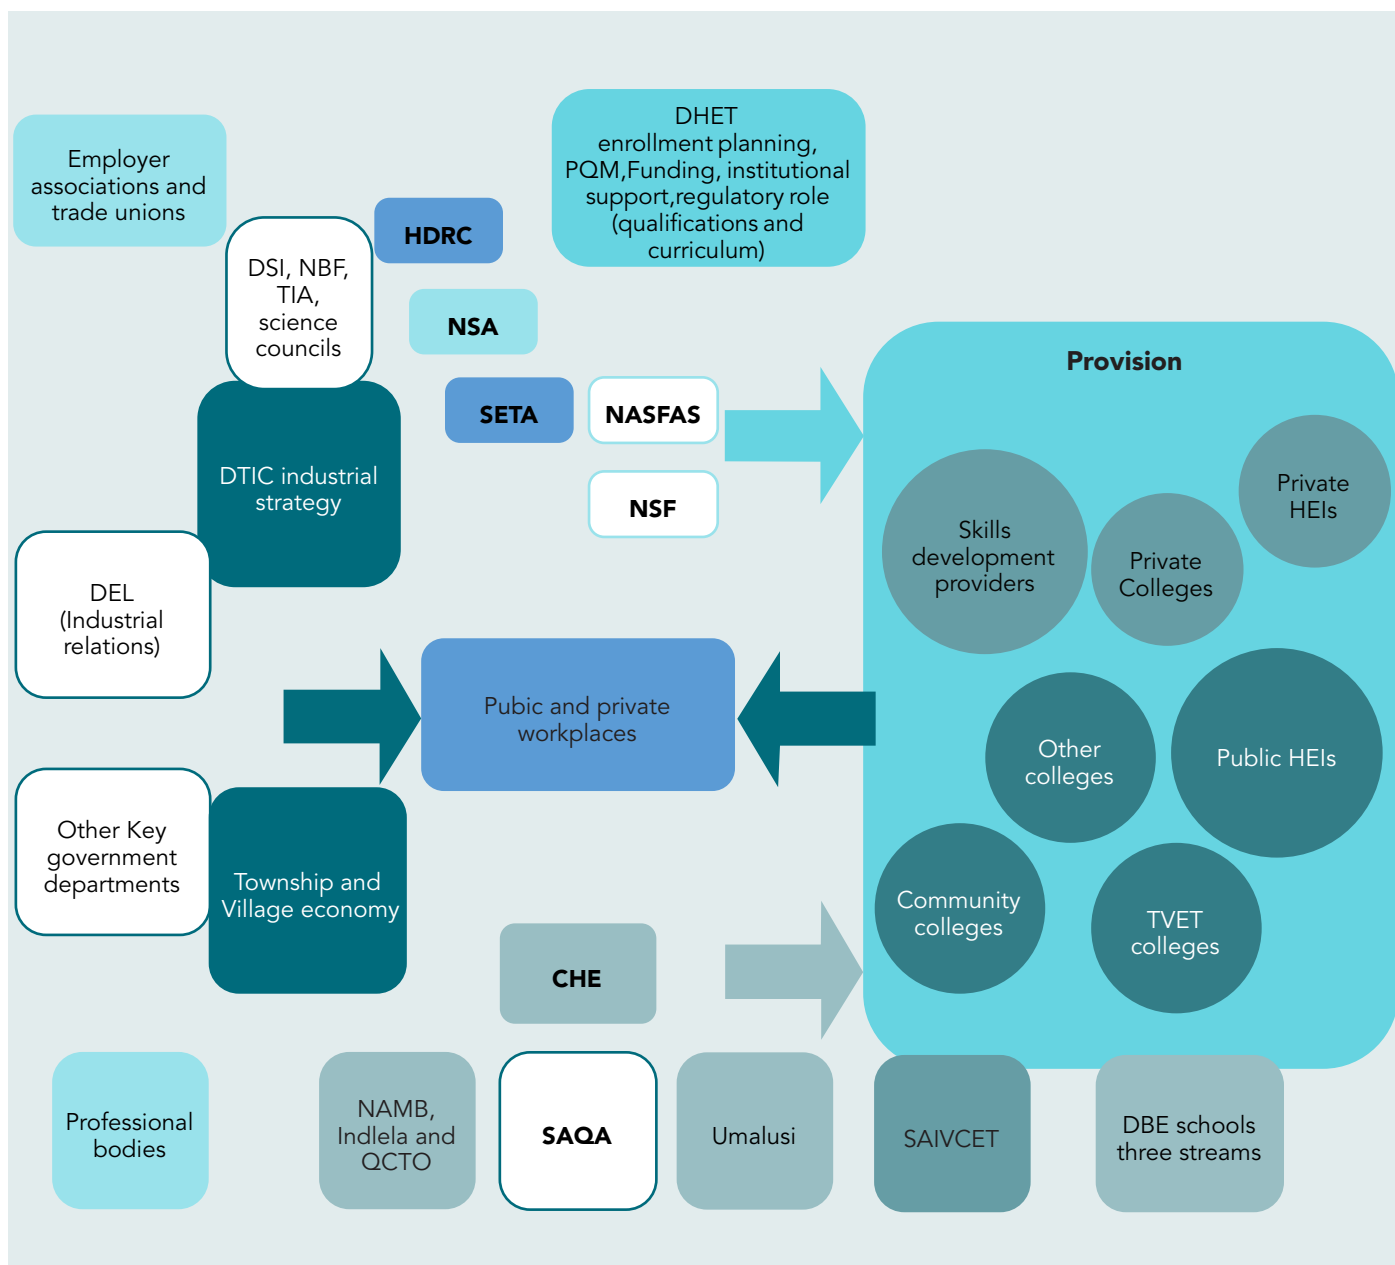 Employer
associations and
trade unions
DHET
enrollment planning,
PQM,Funding, institutional
support,regulatory role
(qualifications and
curriculum)
HDRC
DSI, NBF,
TIA,
science
councils
NSA
SETA
NASFAS
NSF
DTIC industrial
strategy
DEL
(Industrial
relations)
Pubic and private
workplaces
Other Key
government
departments
Township and
Village economy
Provision
Private
HEIs
Skills
development
providers
Private
Colleges
Other
colleges
Public HEIs
Community
colleges
TVET
colleges
CHE
Professional
bodies
NAMB,
Indlela and
QCTO
SAQA
Umalusi
SAIVCET
DBE schools
three streams